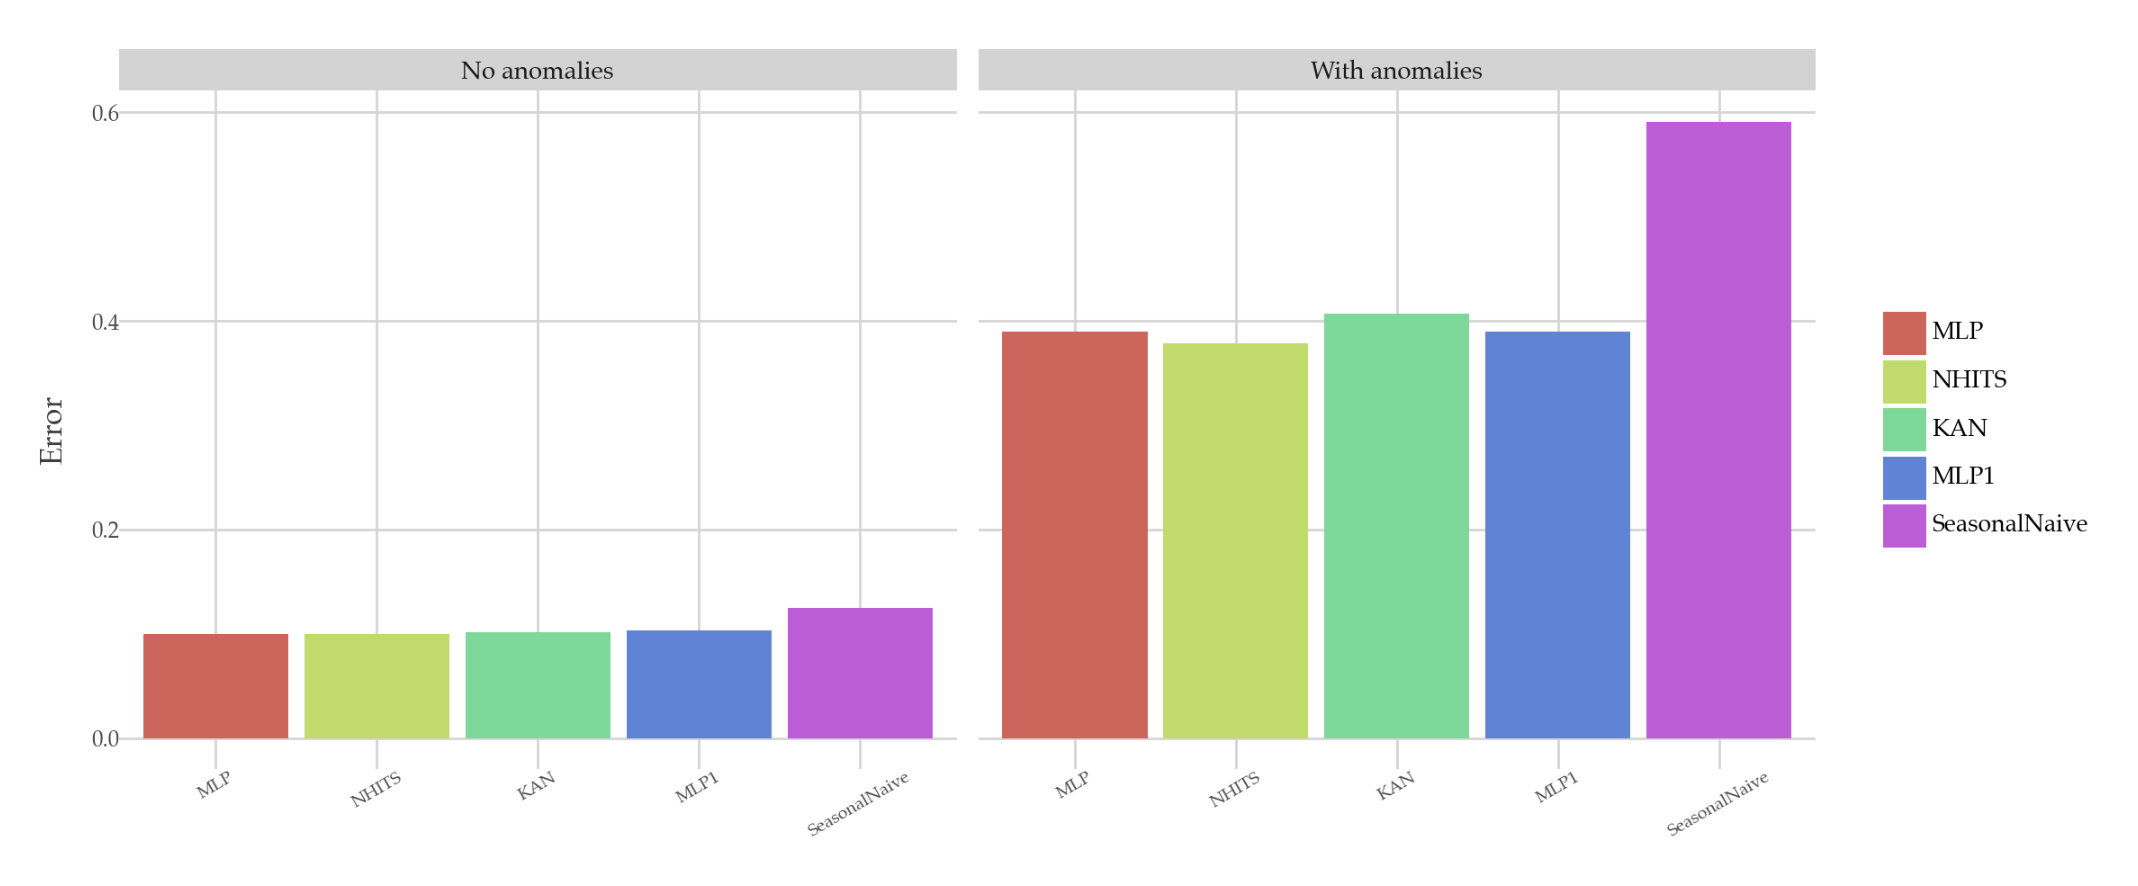 No anomalies
With anomalies
Error
0.6
0.4
0.2
0.0
MLP
NHITS
KAN
MLP1
SeasonalNaive
MLP
NHITS
KAN
MLP1
SeasonalNaive
MLP
NHITS
KAN
MLP1
SeasonalNaive